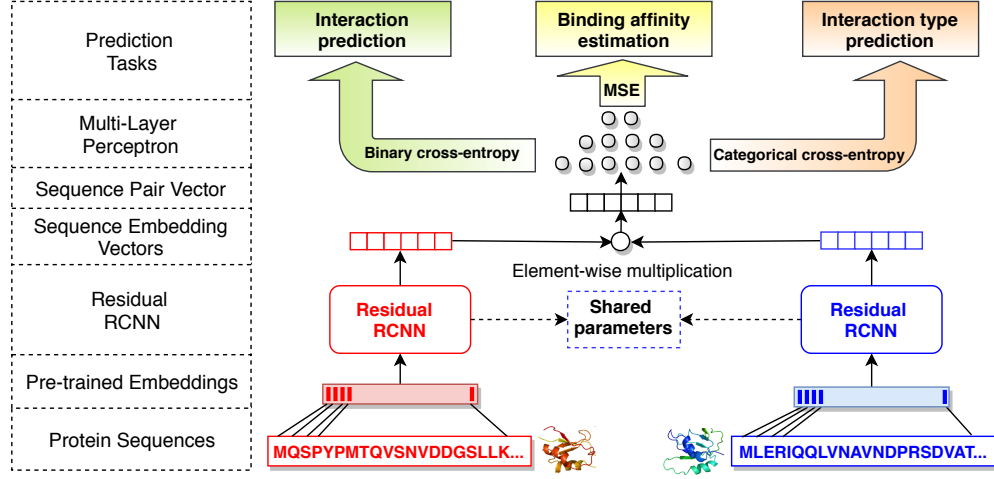 Prediction
Tasks
Interaction
prediction
Binding affinity
estimation
Interaction type
prediction
MSE
Multi-Layer
Perceptron
Binary cross-entropy
Categorical cross-entropy
Sequence Pair Vector
Sequence Embedding
Vectors
Element-wise multiplication
Residual
RCNN
Residual
RCNN
Shared
parameters
Residual
RCNN
Pre-trained Embeddings
Protein Sequences
MQSPYPMTQVSNVDDGSLLK...
MLERIQQLVNAVNDPRSDVAT...